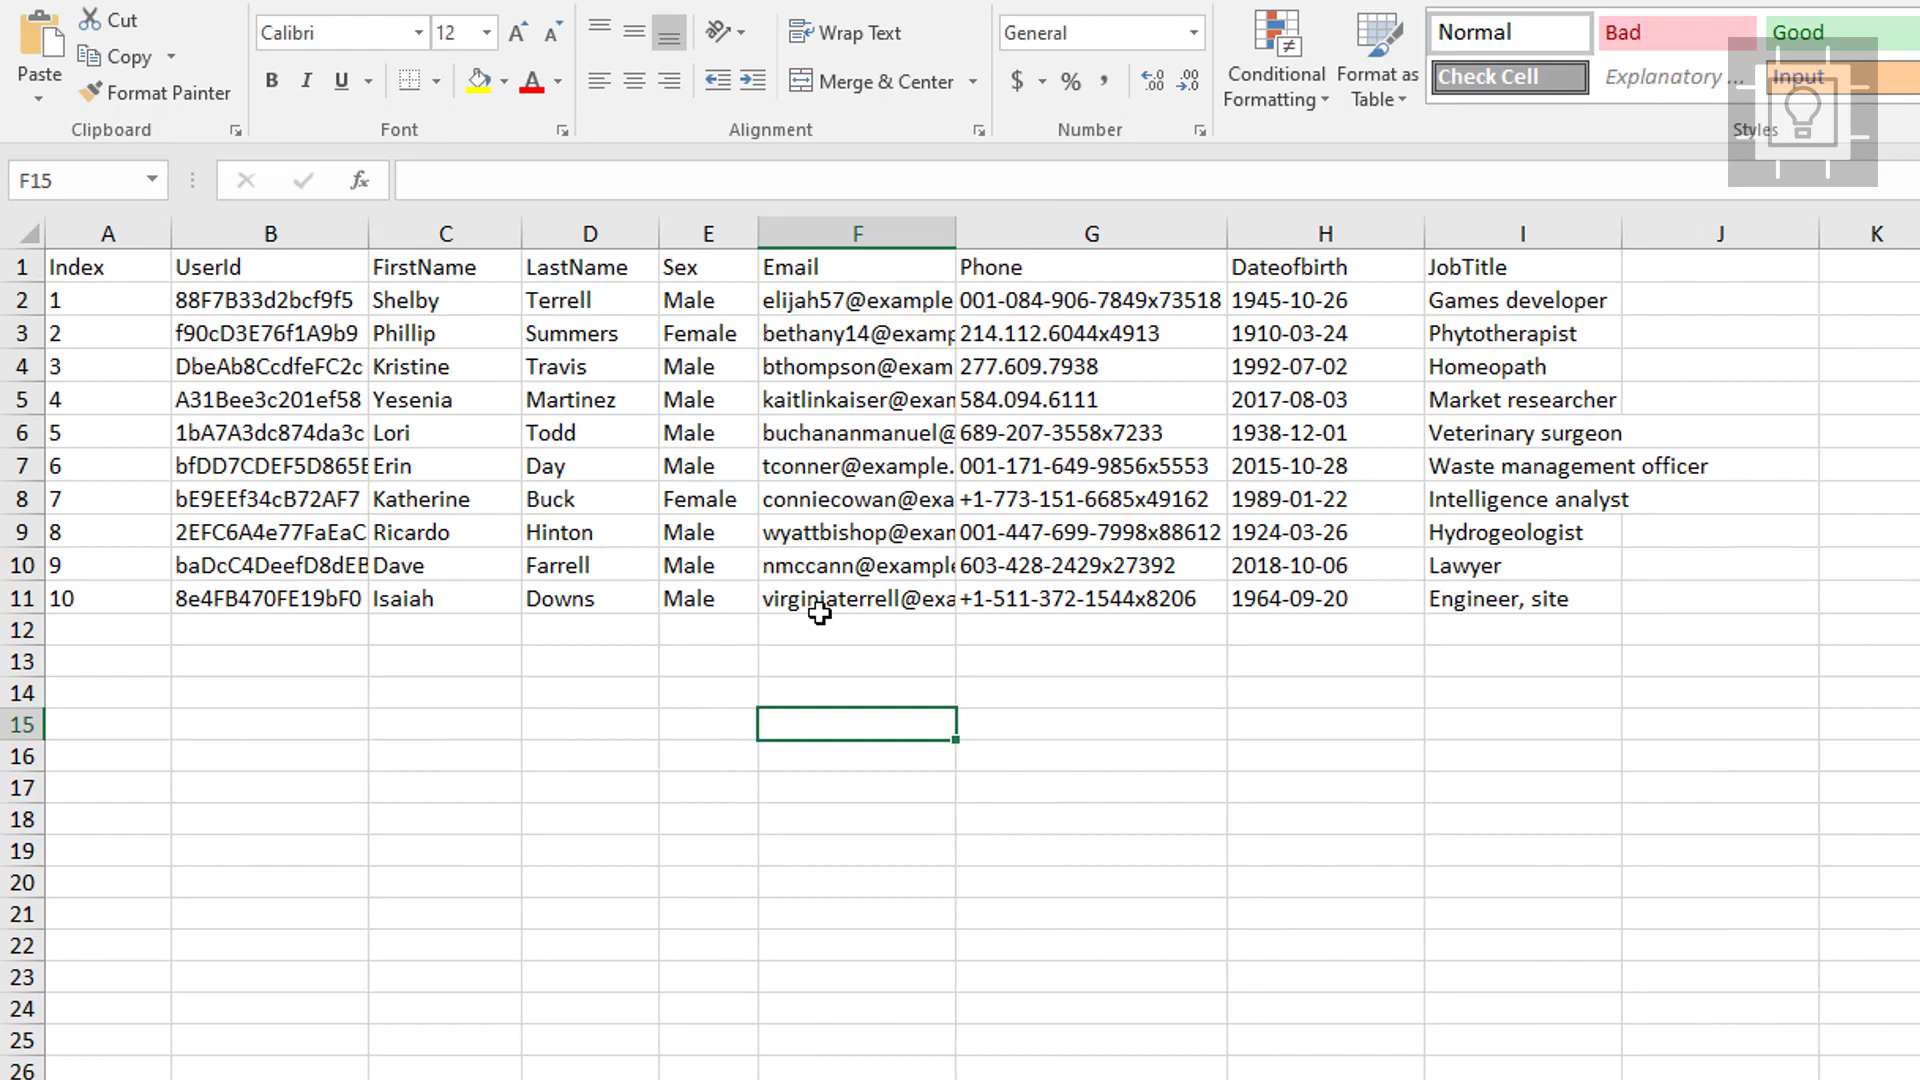 Paste
Cut
Copy
Format Painter
Clipboard
Calibri
12
A A
B I U A
Font
Wrap Text
Merge & Center
Alignment
General
$ % ,
Number
Conditional Formatting
Format as Table
Normal Bad Good
Check Cell Explanatory ... Input
Styles
F15 fx
A B C D E F G H I J K
1 Index UserId FirstName LastName Sex Email Phone Dateofbirth JobTitle
2 1 88F7B33d2bcf9f5 Shelby Terrell Male elijah57@example 001-084-906-7849x73518 1945-10-26 Games developer
3 2 f90cD3E76f1A9b9 Phillip Summers Female bethany14@examp 214.112.6044x4913 1910-03-24 Phytotherapist
4 3 DbeAb8CcdfeFC2c Kristine Travis Male bthompson@exam 277.609.7938 1992-07-02 Homeopath
5 4 A31Bee3c201ef58 Yesenia Martinez Male kaitlinkaiser@exan 584.094.6111 2017-08-03 Market researcher
6 5 1bA7A3dc874da3c Lori Todd Male buchananmanuel@ 689-207-3558x7233 1938-12-01 Veterinary surgeon
7 6 bfDD7CDEF5D865B Erin Day Male tconner@example. 001-171-649-9856x5553 2015-10-28 Waste management officer
8 7 bE9EEf34cB72AF7 Katherine Buck Female conniecowan@exa +1-773-151-6685x49162 1989-01-22 Intelligence analyst
9 8 2EFC6A4e77FaEaC Ricardo Hinton Male wyattbishop@exan 001-447-699-7998x88612 1924-03-26 Hydrogeologist
10 9 baDcC4DeefD8dEB Dave Farrell Male nmccann@example 603-428-2429x27392 2018-10-06 Lawyer
11 10 8e4FB470FE19bF0 Isaiah Downs Male virginiaterrell@exa +1-511-372-1544x8206 1964-09-20 Engineer, site
12
13
14
15
16
17
18
19
20
21
22
23
24
25
26